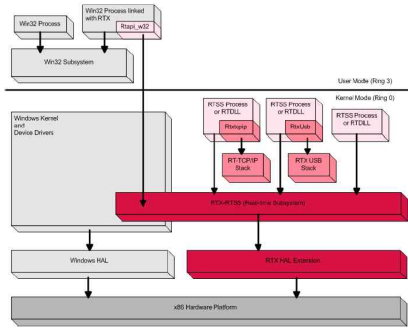 Win32 Process
Win32 Process linked
with RTX
Rtapi_w32
Win32 Subsystem
User Mode (Ring 3)
Kernel Mode (Ring 0)
Windows Kernel
and
Device Drivers
RTSS Process
or RTDLL
Rtxtcpip
RTSS Process
or RTDLL
RtxUsb
RTSS Process
or RTDLL
RT-TCP/IP
Stack
RTX USB
Stack
RTX-RTSS (Real-time Subsystem)
Windows HAL
RTX HAL Extension
x86 Hardware Platform